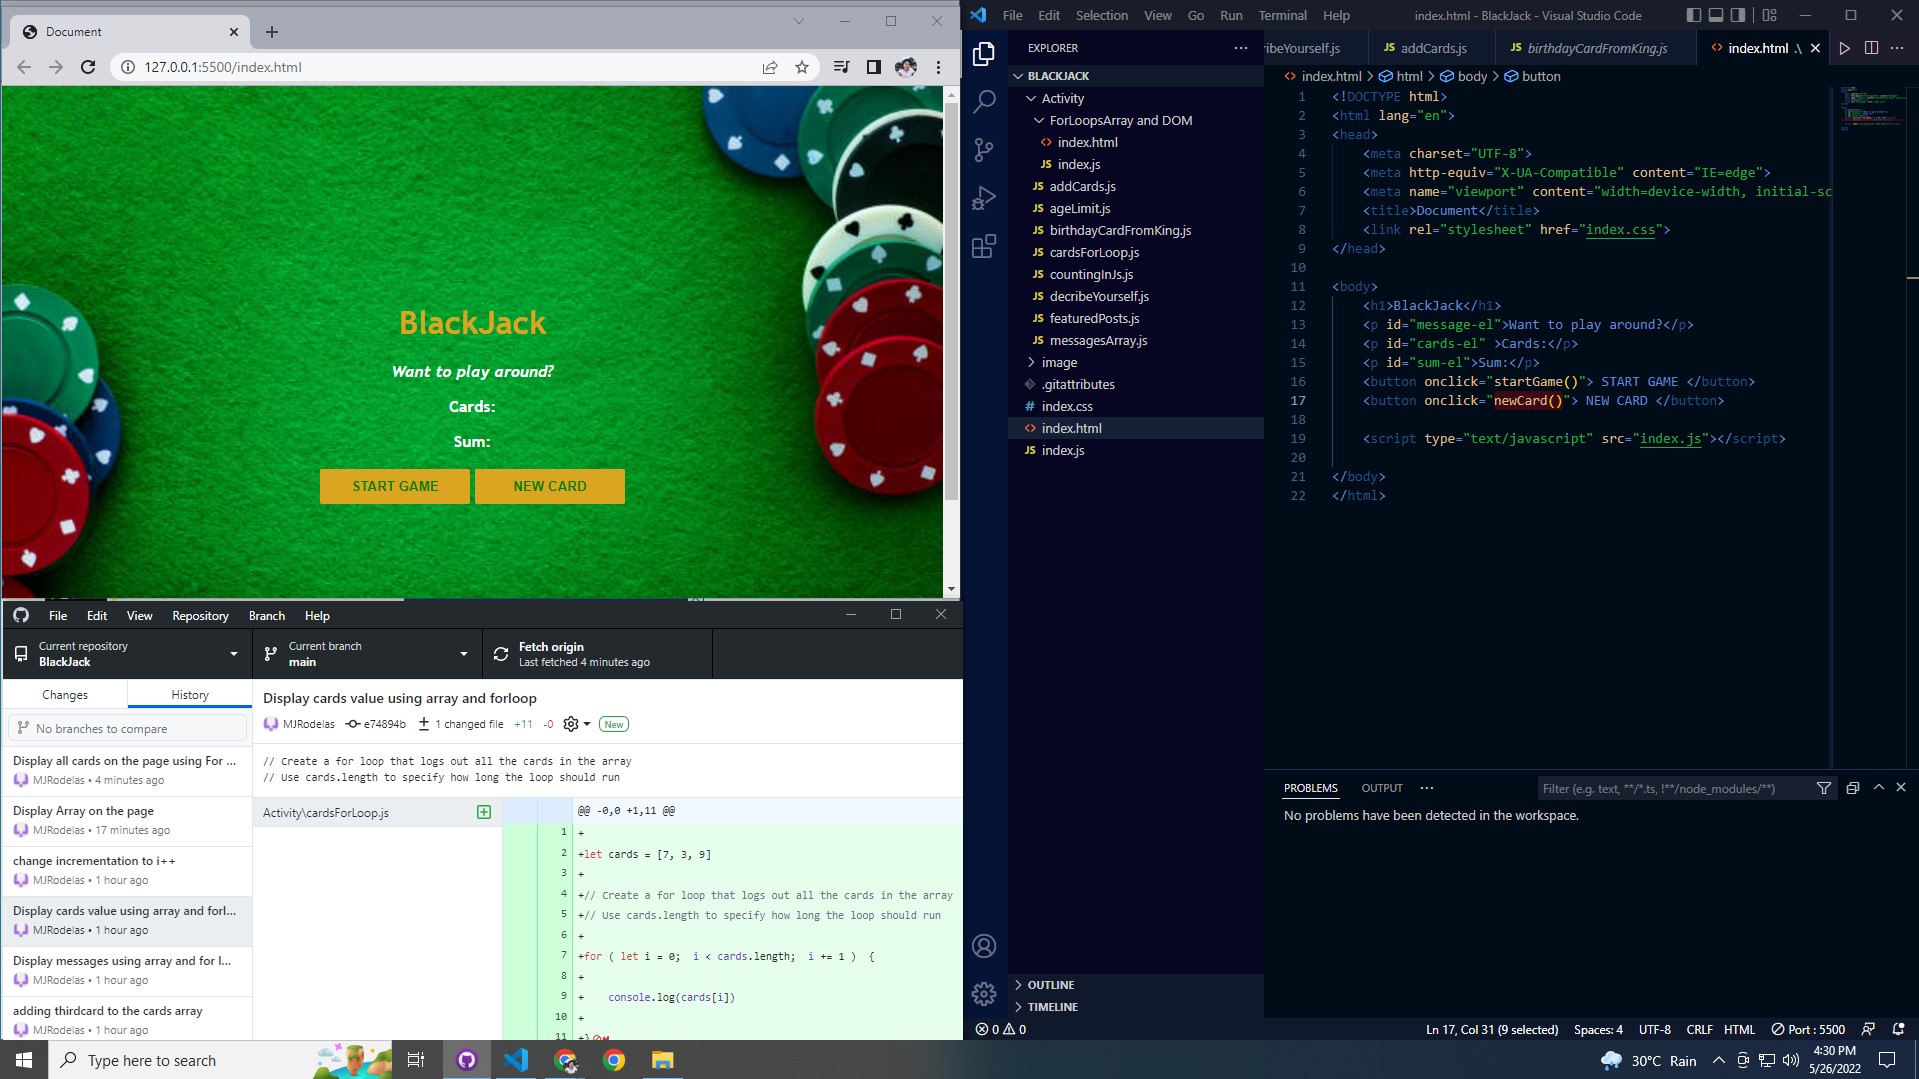 Document
127.0.0.1:5500/index.html
BlackJack
Want to play around?
Cards:
Sum:
START GAME
NEW CARD
File Edit View Repository Branch Help
Current repository
BlackJack
Current branch
main
Fetch origin
Last fetched 4 minutes ago
Changes
History
No branches to compare
Display all cards on the page using For ...
MJRodelas • 4 minutes ago
Display Array on the page
MJRodelas • 17 minutes ago
change incrementation to i++
MJRodelas • 1 hour ago
Display cards value using array and forl...
MJRodelas • 1 hour ago
Display messages using array and for l...
MJRodelas • 1 hour ago
adding thirdcard to the cards array
MJRodelas • 1 hour ago
Display cards value using array and forloop
MJRodelas e74894b 1 changed file +11 -0 New
// Create a for loop that logs out all the cards in the array
// Use cards.length to specify how long the loop should run
Activity\cardsForLoop.js
@@ -0,0 +1,11 @@
1 +
2 +let cards = [7, 3, 9]
3 +
4 +// Create a for loop that logs out all the cards in the array
5 +// Use cards.length to specify how long the loop should run
6 +
7 +for ( let i = 0;  i < cards.length;  i += 1 )  {
8 +
9 +    console.log(cards[i])
10 +
11 +}
File Edit Selection View Go Run Terminal Help
index.html - BlackJack - Visual Studio Code
EXPLORER
BLACKJACK
Activity
ForLoopsArray and DOM
index.html
JS index.js
JS addCards.js
JS ageLimit.js
JS birthdayCardFromKing.js
JS cardsForLoop.js
JS countingInJs.js
JS decribeYourself.js
JS featuredPosts.js
JS messagesArray.js
image
.gitattributes
# index.css
index.html
JS index.js
OUTLINE
TIMELINE
ibeYourself.js
JS addCards.js
JS birthdayCardFromKing.js
index.html .\
index.html > html > body > button
1 <!DOCTYPE html>
2 <html lang="en">
3 <head>
4     <meta charset="UTF-8">
5     <meta http-equiv="X-UA-Compatible" content="IE=edge">
6     <meta name="viewport" content="width=device-width, initial-sc
7     <title>Document</title>
8     <link rel="stylesheet" href="index.css">
9 </head>
10
11 <body>
12     <h1>BlackJack</h1>
13     <p id="message-el">Want to play around?</p>
14     <p id="cards-el" >Cards:</p>
15     <p id="sum-el">Sum:</p>
16     <button onclick="startGame()"> START GAME </button>
17     <button onclick="newCard()"> NEW CARD </button>
18
19     <script type="text/javascript" src="index.js"></script>
20
21 </body>
22 </html>
PROBLEMS OUTPUT ···
Filter (e.g. text, **/*.ts, !**/node_modules/**)
No problems have been detected in the workspace.
0 0
Ln 17, Col 31 (9 selected) Spaces: 4 UTF-8 CRLF HTML Port : 5500
Type here to search
30°C Rain
4:30 PM
5/26/2022